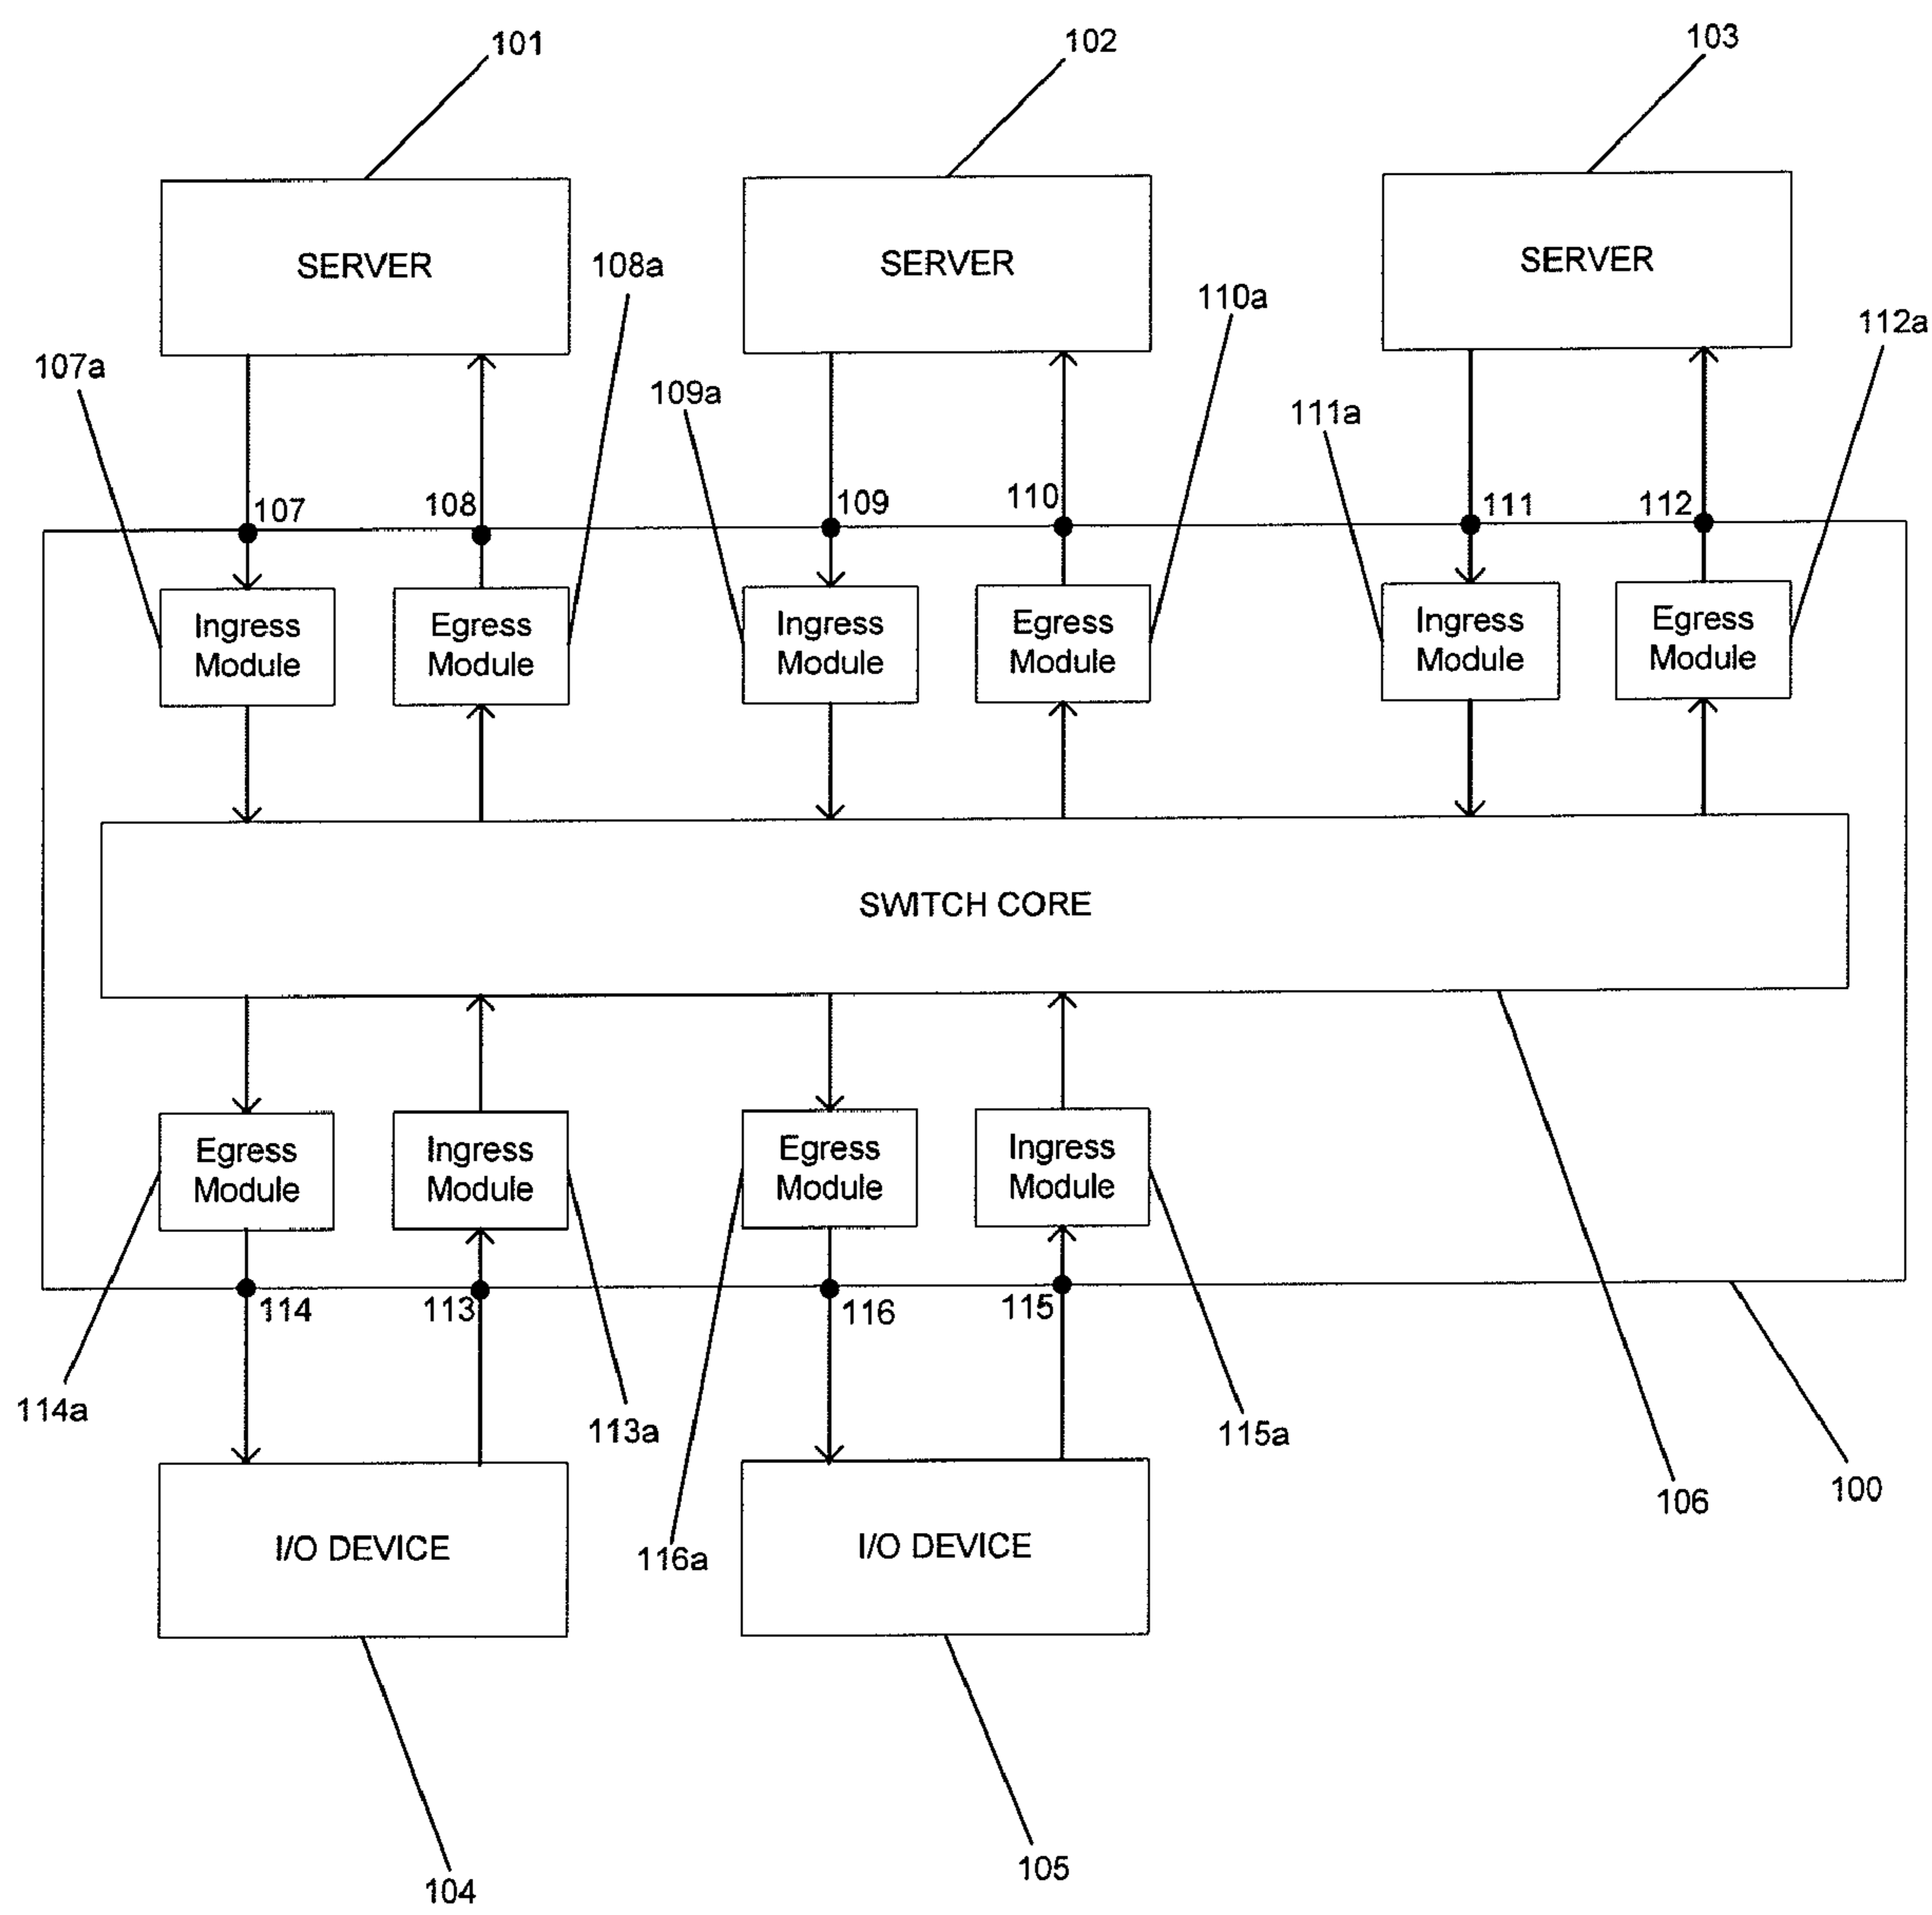 101
102
103
SERVER
SERVER
SERVER
108a
110a
112a
107a
109a
111a
107
108
109
110
111
112
Ingress
Module
Egress
Module
Ingress
Module
Egress
Module
Ingress
Module
Egress
Module
SWITCH CORE
Egress
Module
Ingress
Module
Egress
Module
Ingress
Module
114
113
116
115
114a
113a
115a
106
100
116a
I/O DEVICE
I/O DEVICE
104
105